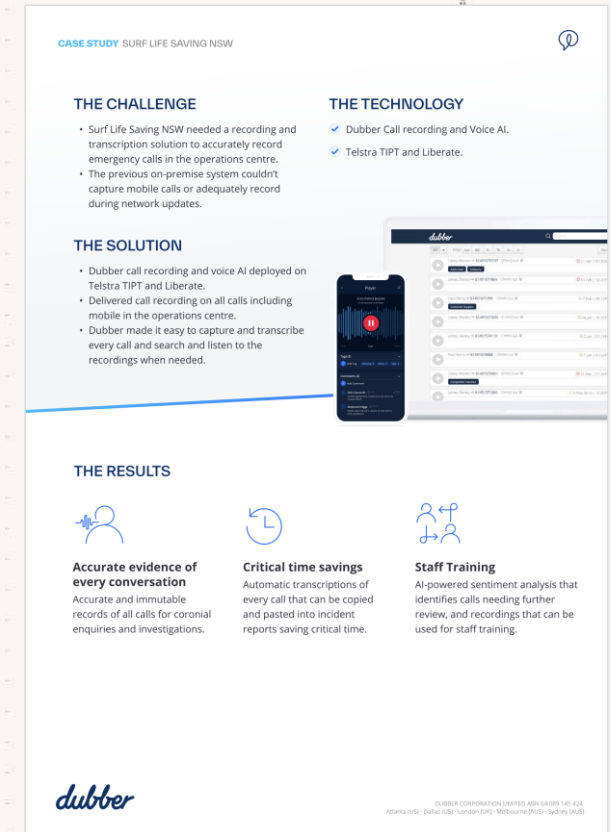 CASE STUDY SURF LIFE SAVING NSW
THE CHALLENGE
• Surf Life Saving NSW needed a recording and
transcription solution to accurately record
emergency calls in the operations centre.
• The previous on-premise system couldn't
capture mobile calls or adequately record
during network updates.
THE TECHNOLOGY
Dubber Call recording and Voice AI.
Telstra TIPT and Liberate.
THE SOLUTION
• Dubber call recording and voice AI deployed on
Telstra TIPT and Liberate.
• Delivered call recording on all calls including
mobile in the operations centre.
• Dubber made it easy to capture and transcribe
every call and search and listen to the
recordings when needed.
dubber
Player
THE RESULTS
Accurate evidence of
every conversation
Accurate and immutable
records of all calls for coronial
enquiries and investigations.
Critical time savings
Automatic transcriptions of
every call that can be copied
and pasted into incident
reports saving critical time.
Staff Training
AI-powered sentiment analysis that
identifies calls needing further
review, and recordings that can be
used for staff training.
dubber
DUBBER CORPORATION LIMITED ABN 64 089 145 424
Atlanta (US) - Dallas (US) - London (UK) - Melbourne (AUS) - Sydney (AUS)